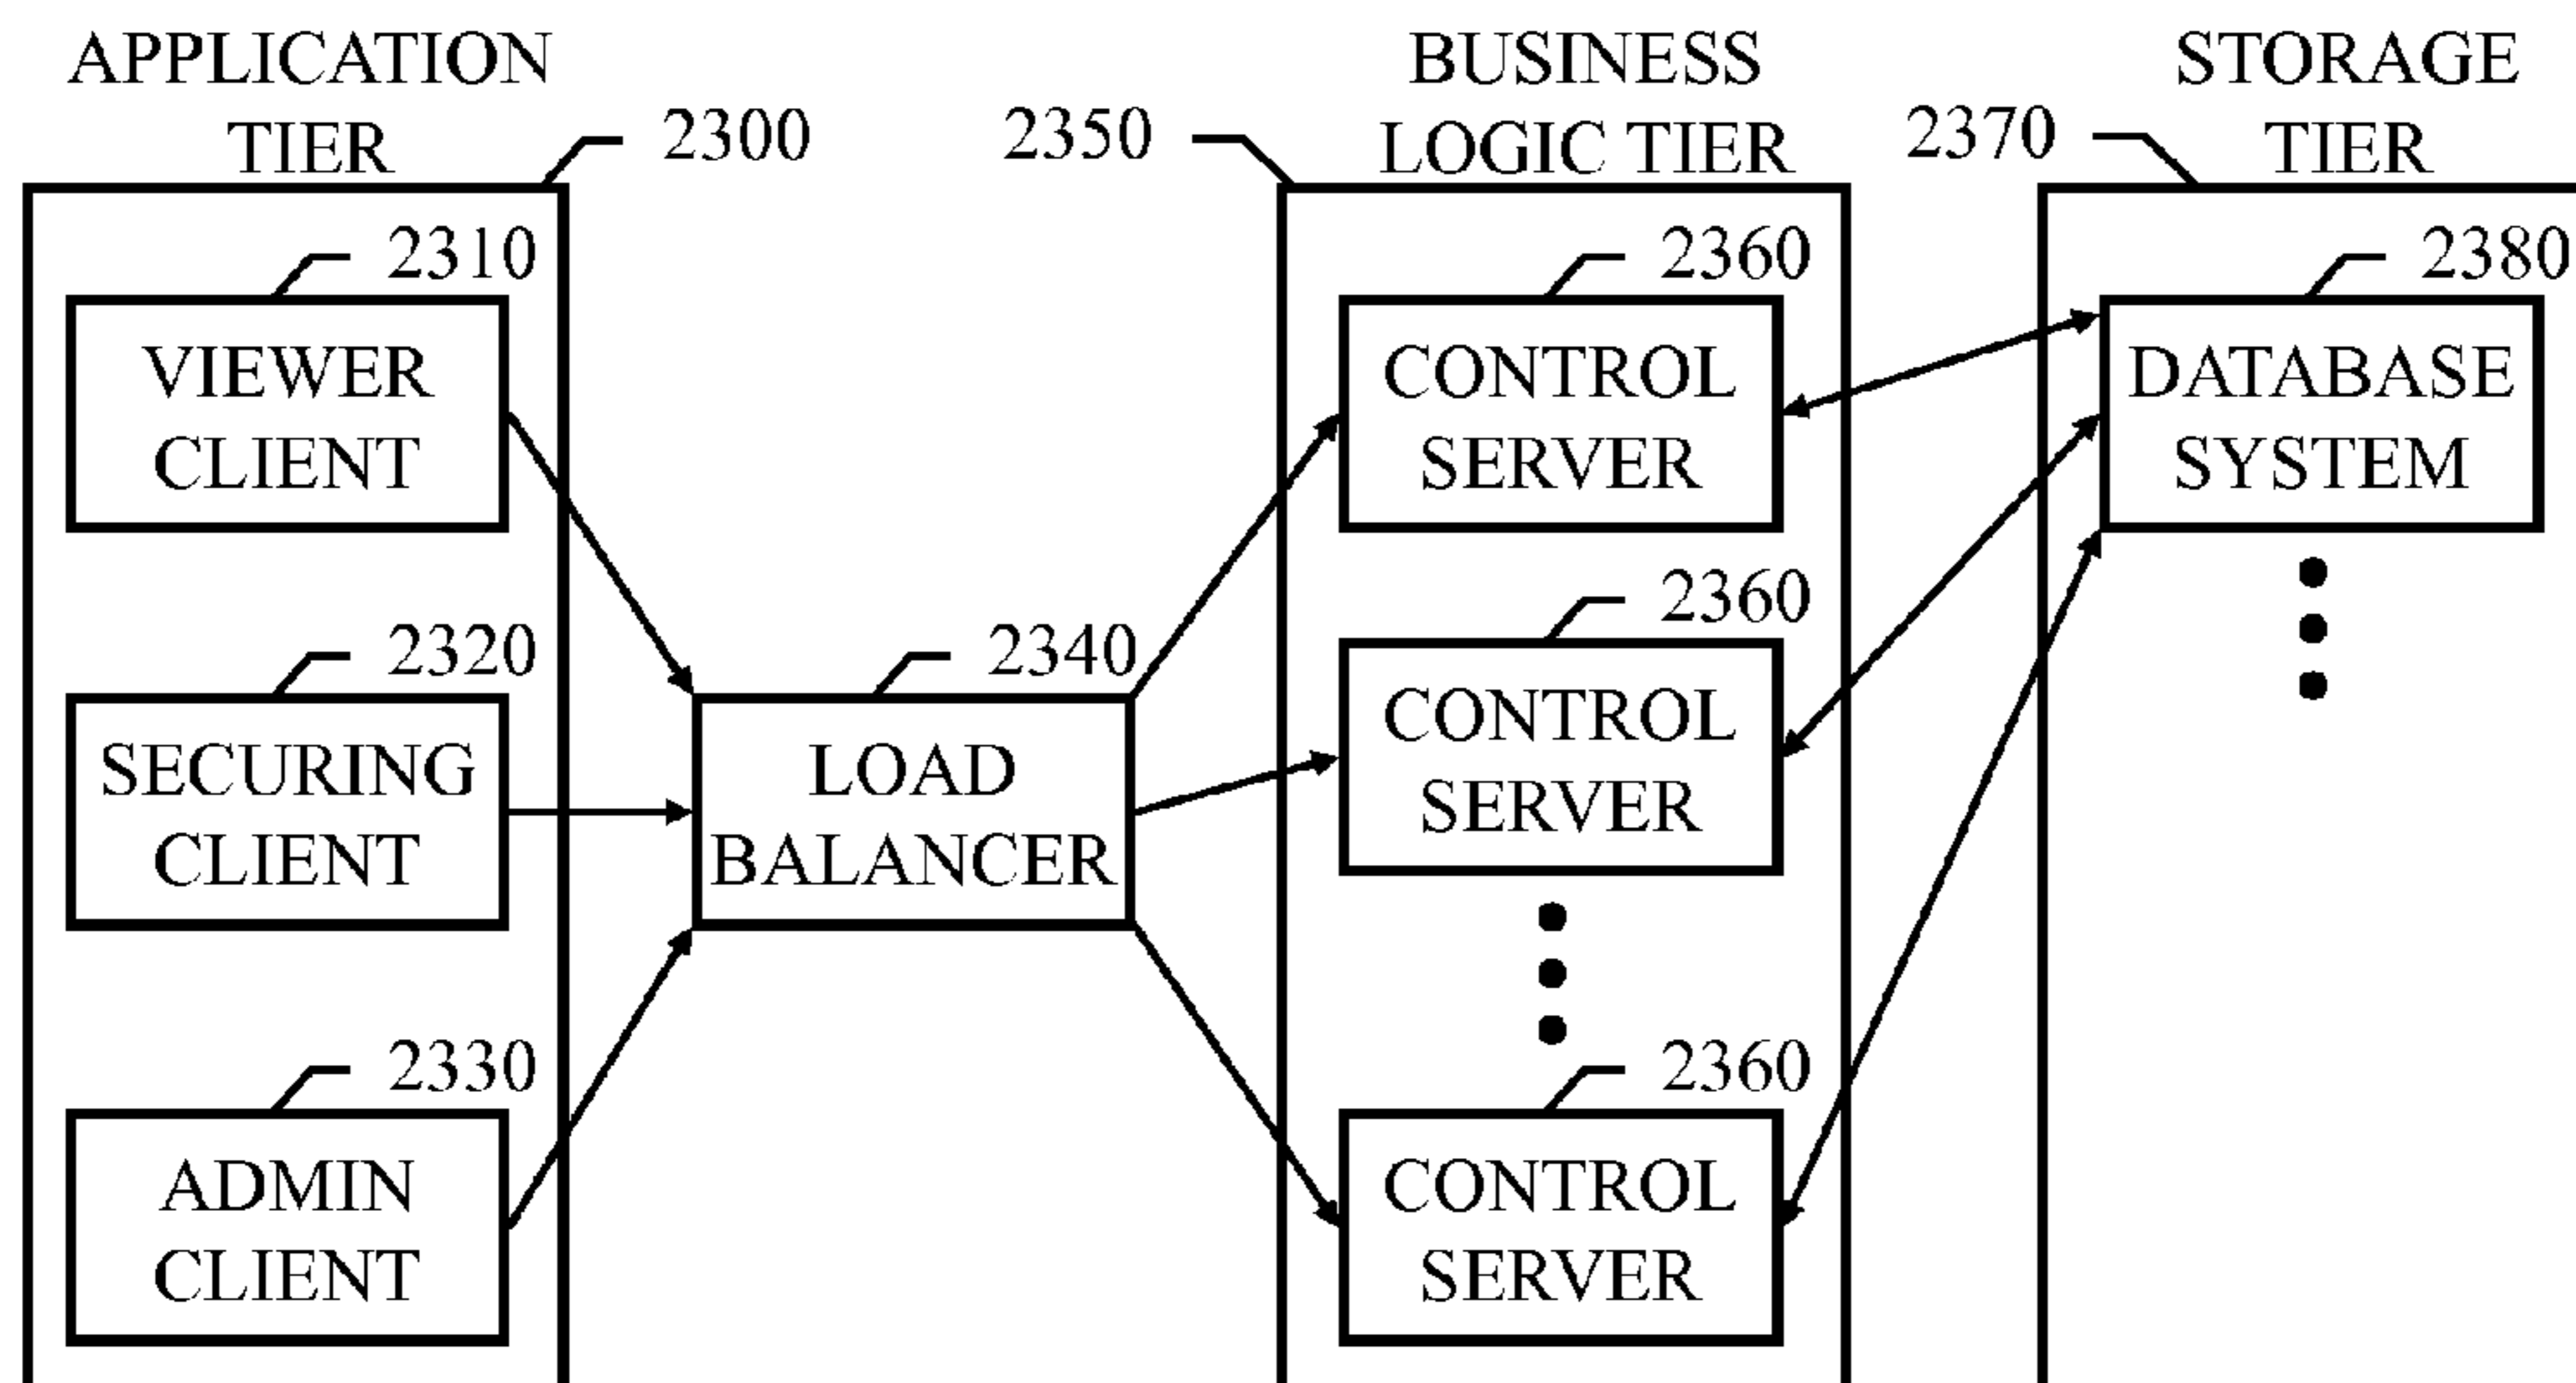 APPLICATION
TIER
2300
2310
VIEWER
CLIENT
2320
SECURING
CLIENT
2330
ADMIN
CLIENT
2340
LOAD
BALANCER
BUSINESS
LOGIC TIER
2350
2360
CONTROL
SERVER
2360
CONTROL
SERVER
2360
CONTROL
SERVER
STORAGE
TIER
2370
2380
DATABASE
SYSTEM